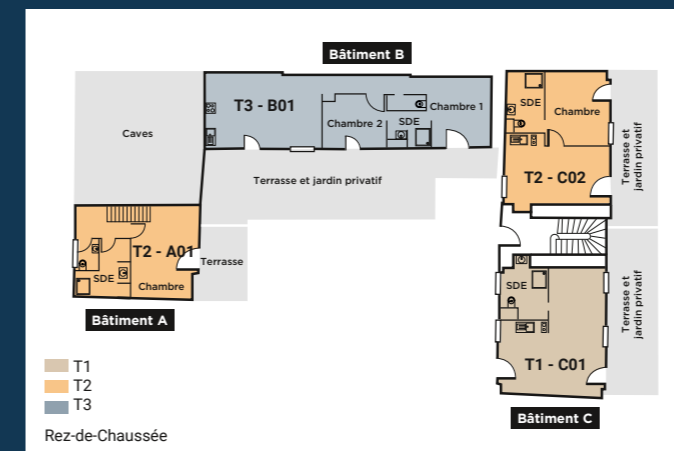 Bâtiment B
T3 - B01
Chambre 1
Chambre 2
SDE
Caves
Terrasse et jardin privatif
SDE
Chambre
T2 - C02
Terrasse et
jardin privatif
T2 - A01
SDE
Chambre
Terrasse
Bâtiment A
SDE
T1 - C01
Terrasse et
jardin privatif
Bâtiment C
T1
T2
T3
Rez-de-Chaussée